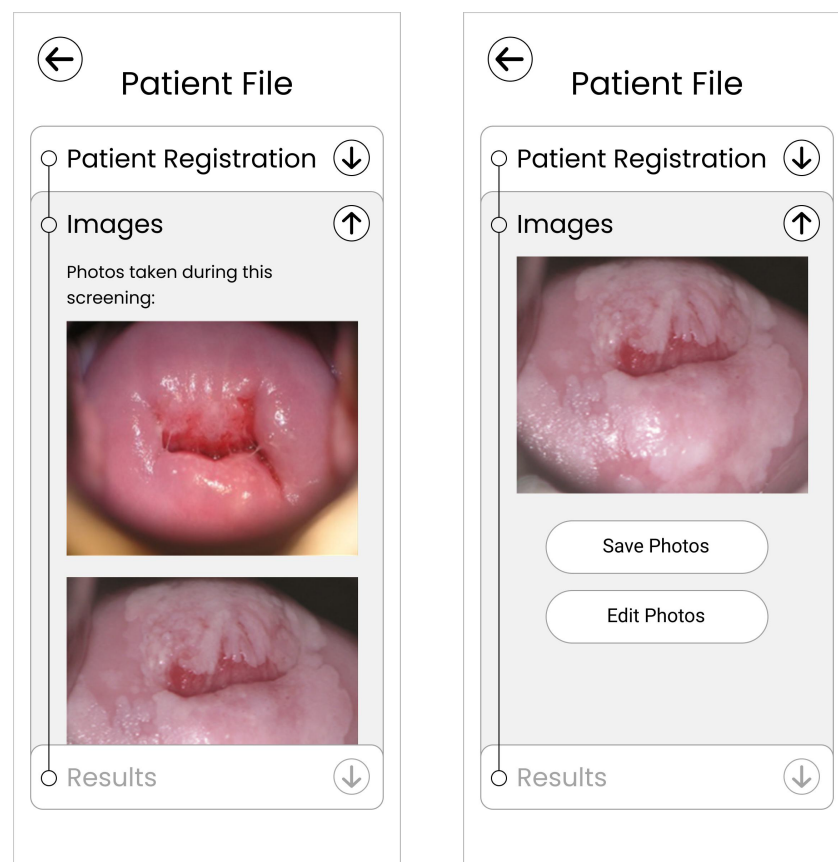 Patient File
Patient Registration
Images
Photos taken during this
screening:
Results
Patient File
Patient Registration
Images
Save Photos
Edit Photos
Results